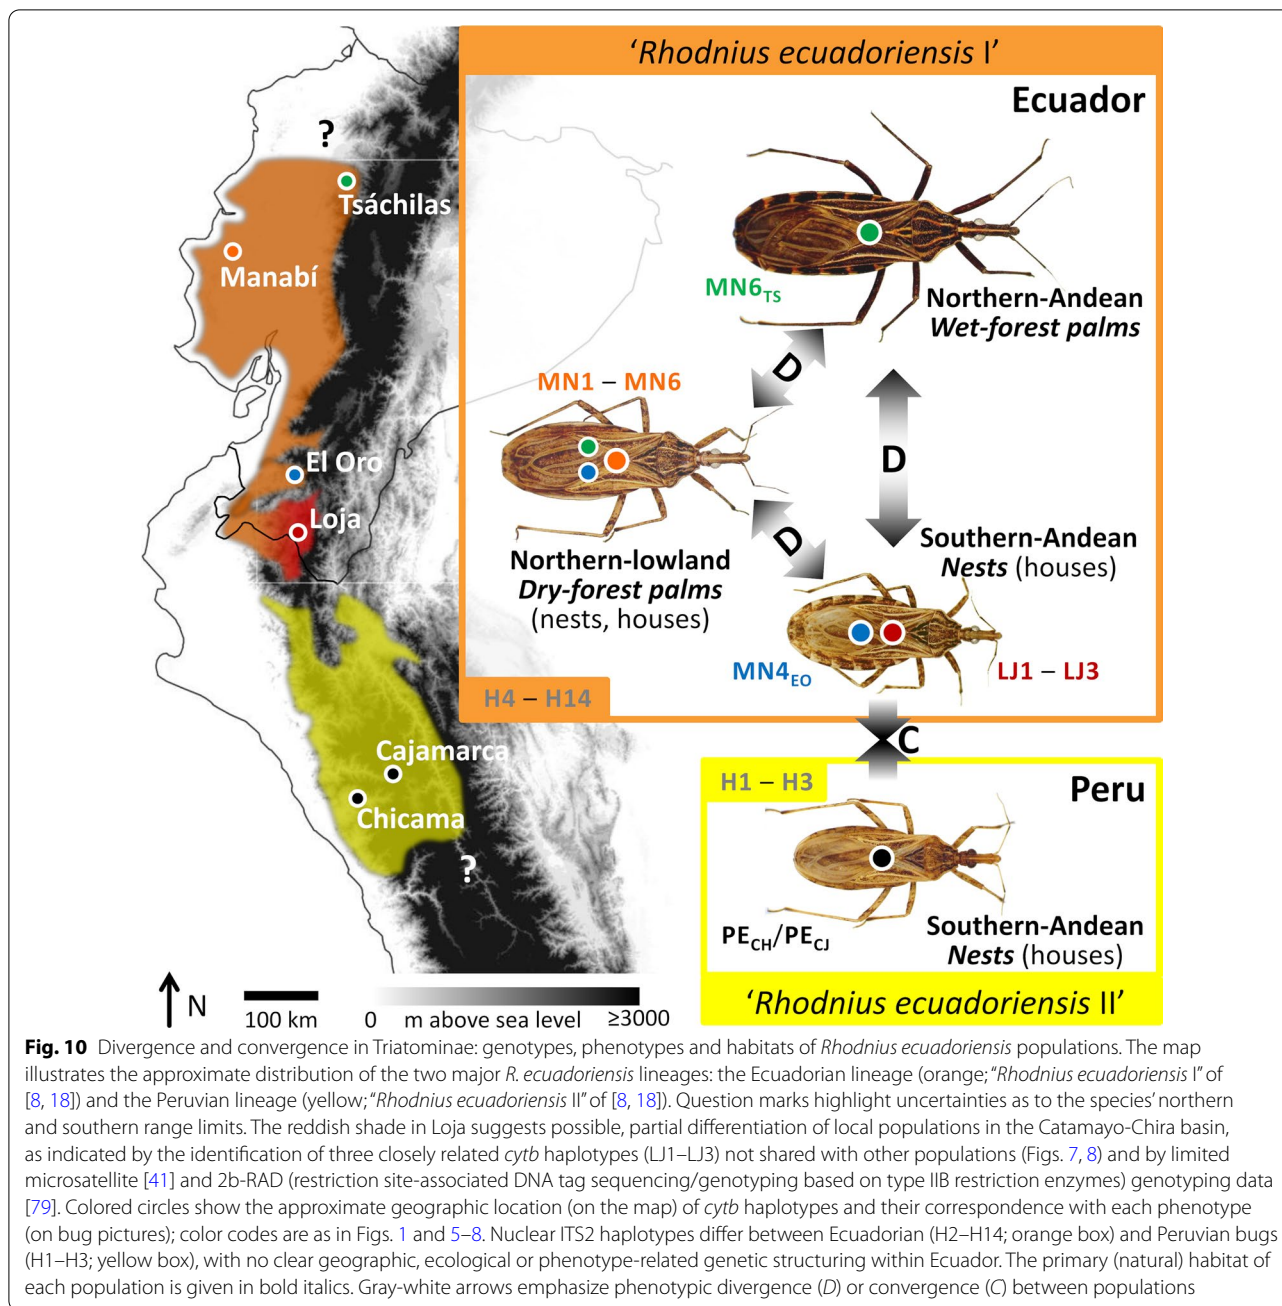 'Rhodnius ecuadoriensis I'
Ecuador
?
Tsáchilas
Manabí
El Oro
Loja
Cajamarca
Chicama
?
MN6TS
Northern-Andean
Wet-forest palms
D
MN1 – MN6
D
Northern-lowland
Dry-forest palms
(nests, houses)
D
Southern-Andean
Nests (houses)
MN4EO
LJ1 – LJ3
H4 – H14
C
H1 – H3
Peru
PECH/PECJ
Southern-Andean
Nests (houses)
'Rhodnius ecuadoriensis II'
N
100 km
0 m above sea level ≥3000
Fig. 10 Divergence and convergence in Triatominae: genotypes, phenotypes and habitats of Rhodnius ecuadoriensis populations. The map
illustrates the approximate distribution of the two major R. ecuadoriensis lineages: the Ecuadorian lineage (orange; "Rhodnius ecuadoriensis I" of
[8, 18]) and the Peruvian lineage (yellow; "Rhodnius ecuadoriensis II" of [8, 18]). Question marks highlight uncertainties as to the species' northern
and southern range limits. The reddish shade in Loja suggests possible, partial differentiation of local populations in the Catamayo-Chira basin,
as indicated by the identification of three closely related cytb haplotypes (LJ1–LJ3) not shared with other populations (Figs. 7, 8) and by limited
microsatellite [41] and 2b-RAD (restriction site-associated DNA tag sequencing/genotyping based on type IIB restriction enzymes) genotyping data
[79]. Colored circles show the approximate geographic location (on the map) of cytb haplotypes and their correspondence with each phenotype
(on bug pictures); color codes are as in Figs. 1 and 5–8. Nuclear ITS2 haplotypes differ between Ecuadorian (H2–H14; orange box) and Peruvian bugs
(H1–H3; yellow box), with no clear geographic, ecological or phenotype-related genetic structuring within Ecuador. The primary (natural) habitat of
each population is given in bold italics. Gray-white arrows emphasize phenotypic divergence (D) or convergence (C) between populations